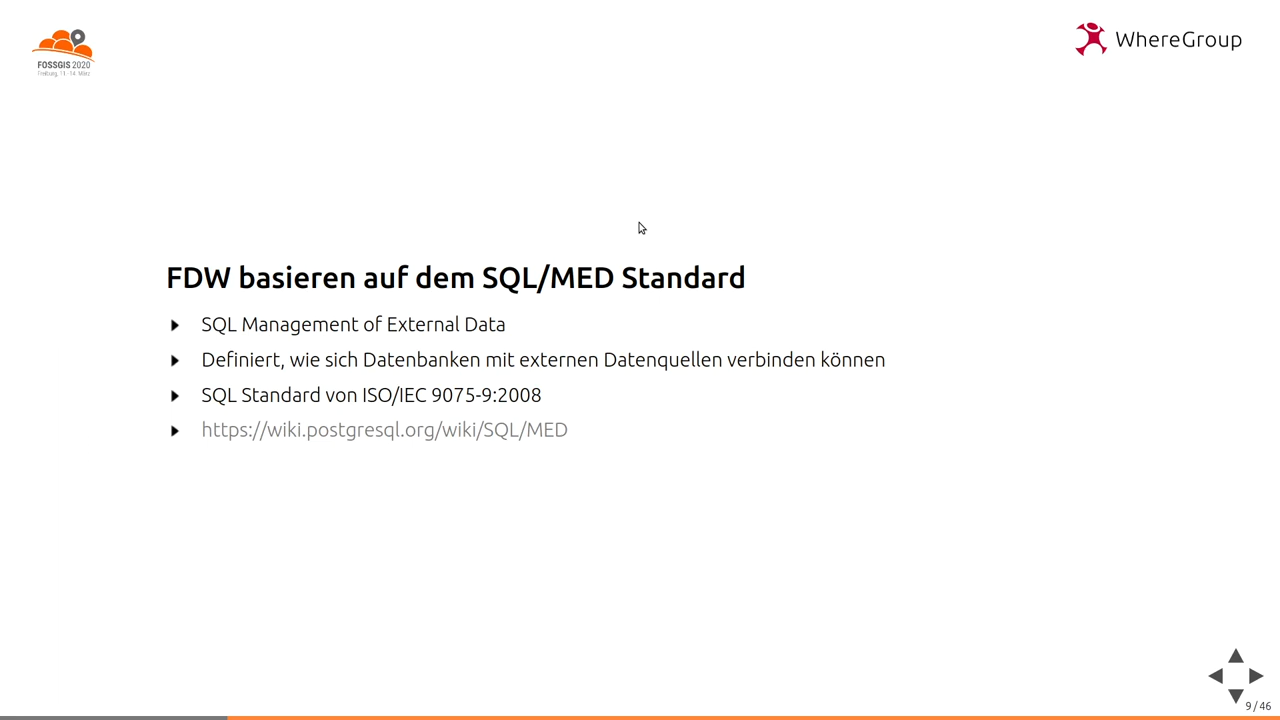 FOSSGIS 2020
Freiburg, 11.-14. März
WhereGroup
FDW basieren auf dem SQL/MED Standard
SQL Management of External Data
Definiert, wie sich Datenbanken mit externen Datenquellen verbinden können
SQL Standard von ISO/IEC 9075-9:2008
https://wiki.postgresql.org/wiki/SQL/MED
9 / 46